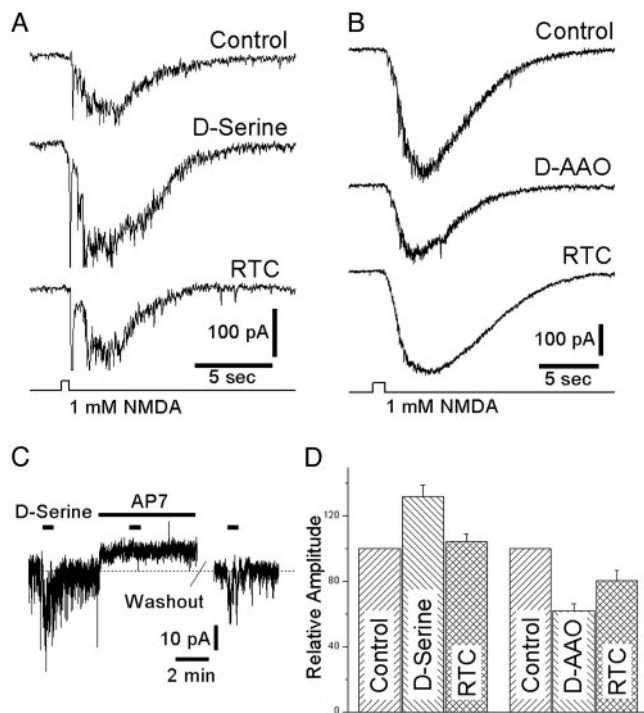 A
Control
D-Serine
RTC
100 pA
5 sec
1 mM NMDA
B
Control
D-AAO
RTC
100 pA
5 sec
1 mM NMDA
C
D-Serine
AP7
Washout
10 pA
2 min
D
Relative Amplitude
120
80
40
0
Control
D-Serine
RTC
Control
D-AAO
RTC